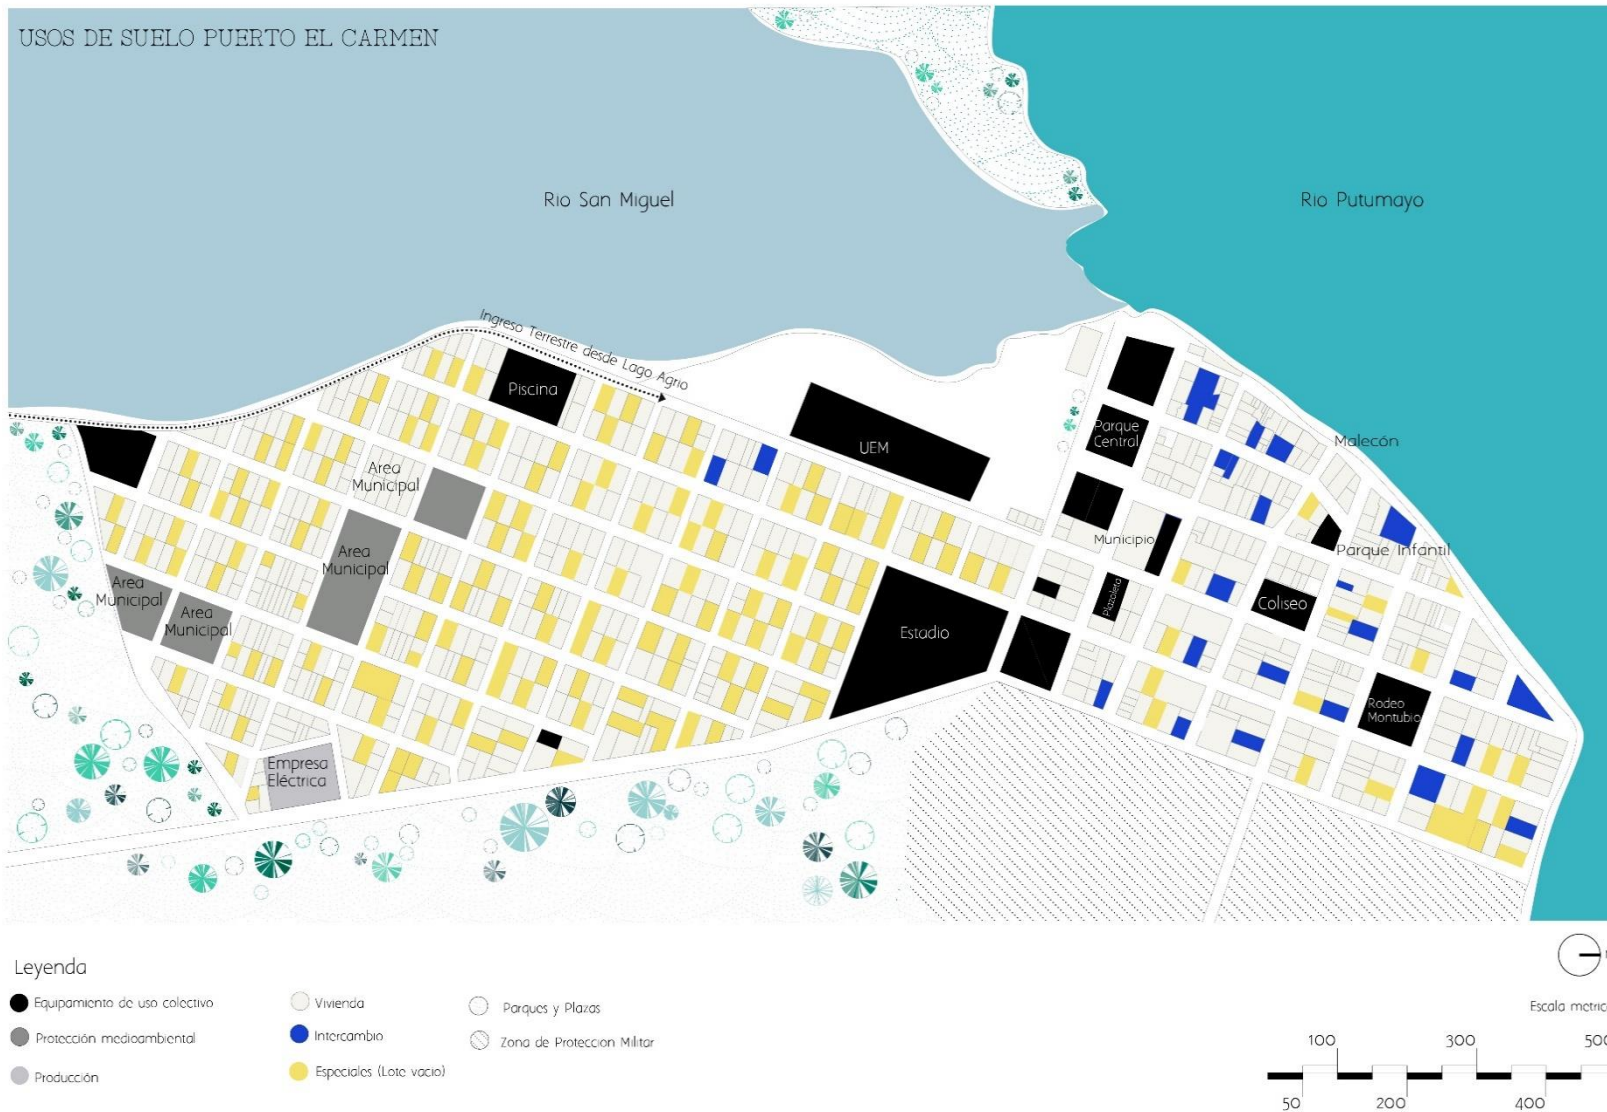 USOS DE SUELO PUERTO EL CARMEN
Rio San Miguel
Rio Putumayo
Ingreso Terrestre desde Lago Agrio
Piscina
UEM
Parque
Central
Malecón
Area
Municipal
Area
Municipal
Area
Municipal
Area
Municipal
Municipio
Parque Infantil
Plazoleta
Coliseo
Estadio
Rodeo
Montubio
Empresa
Eléctrica
Leyenda
Equipamiento de uso colectivo
Protección medioambiental
Producción
Vivienda
Intercambio
Especiales (Lote vacio)
Parques y Plazas
Zona de Proteccion Militar
Escala metric
100 300 500
50 200 400